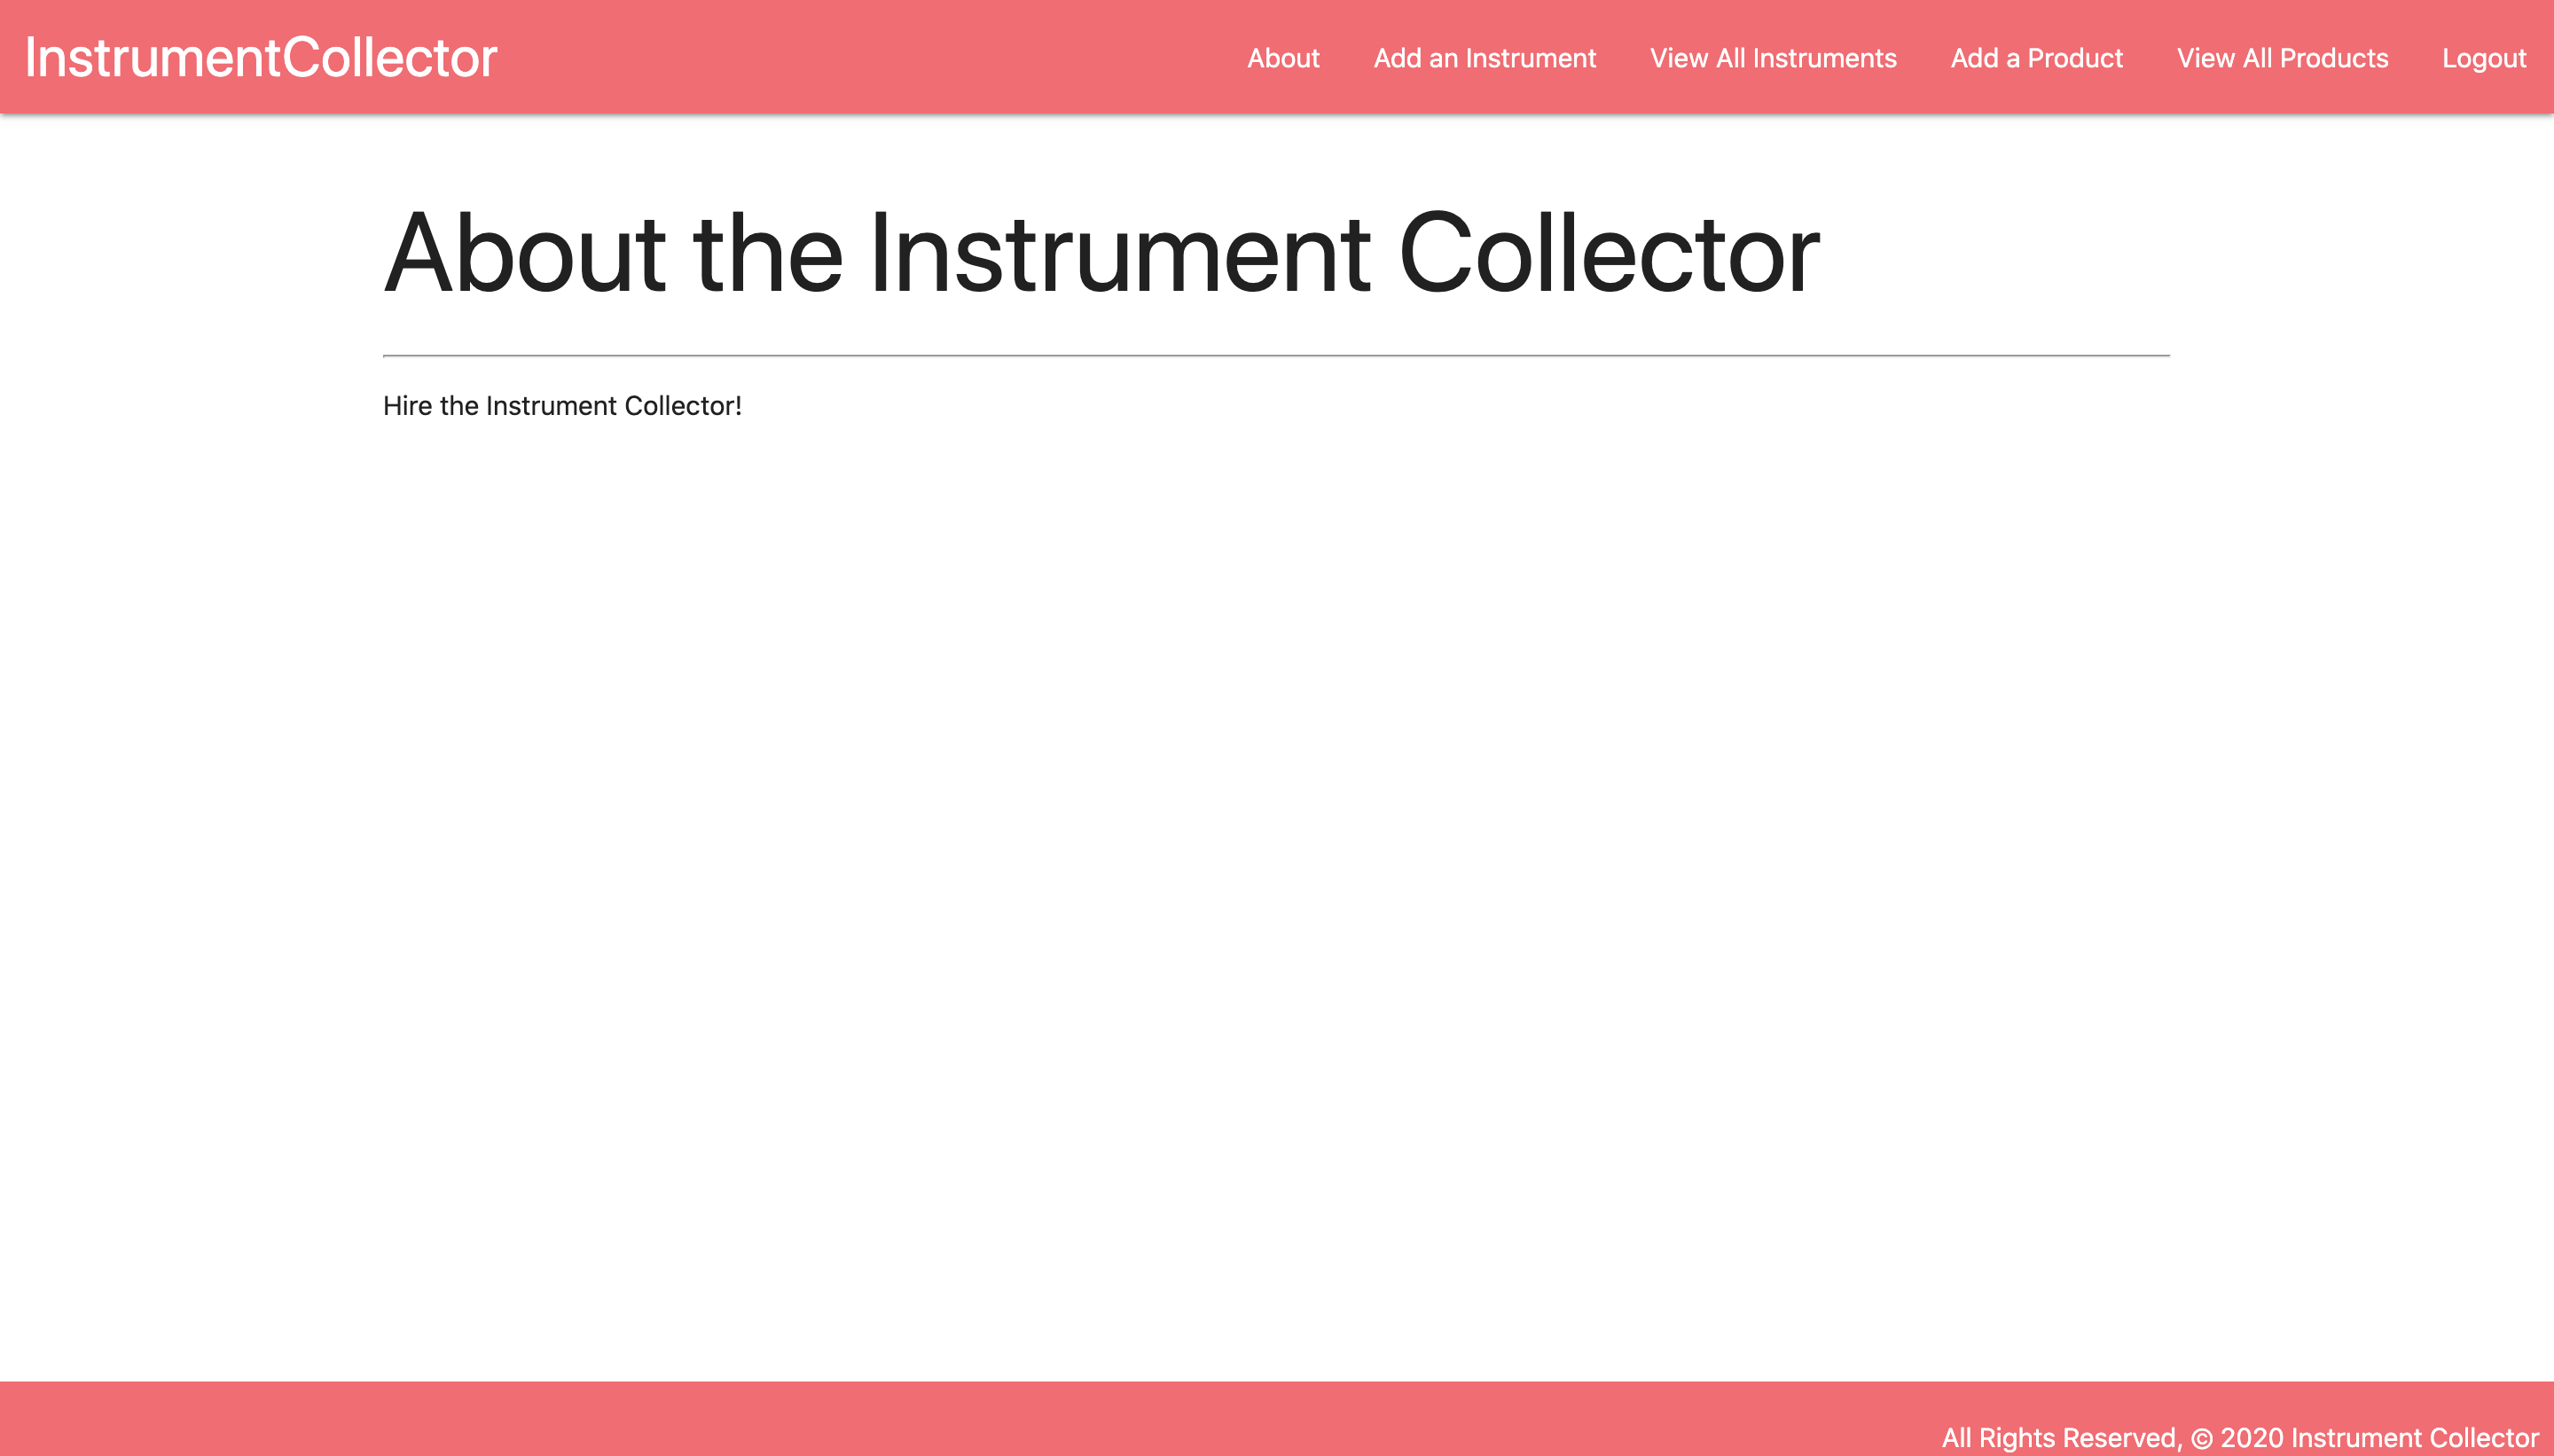 InstrumentCollector
About Add an Instrument View All Instruments Add a Product View All Products Logout
About the Instrument Collector
Hire the Instrument Collector!
All Rights Reserved, © 2020 Instrument Collector